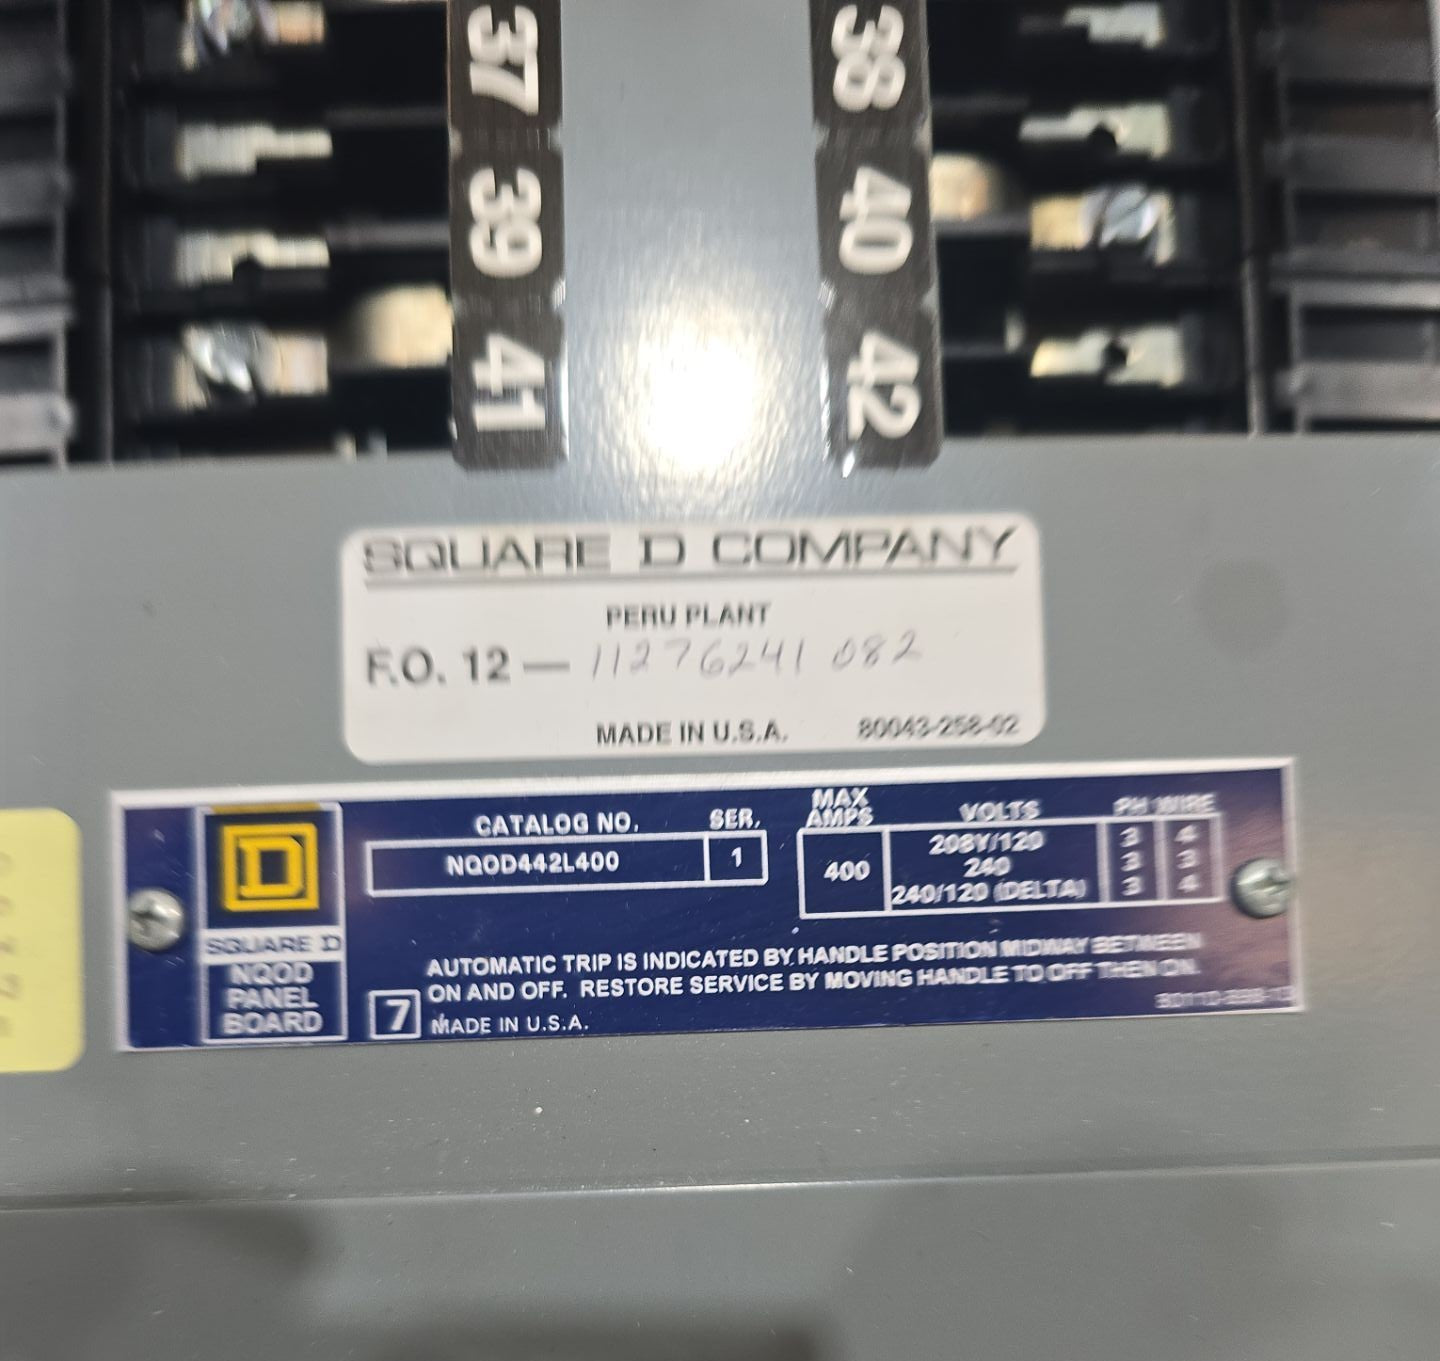 37 38
39 40
41 42
SQUARE D COMPANY
PERU PLANT
F.O. 12 — 11276241 082
MADE IN U.S.A. 80043-258-02
CATALOG NO. SER. MAX AMPS VOLTS PH WIRE
NQOD442L400 1 400 208Y/120 3 4
240 3 3
240/120 (DELTA) 3 4
D
SQUARE D
NQOD
PANEL
BOARD
AUTOMATIC TRIP IS INDICATED BY HANDLE POSITION MIDWAY BETWEEN
ON AND OFF. RESTORE SERVICE BY MOVING HANDLE TO OFF THEN ON.
7 MADE IN U.S.A.